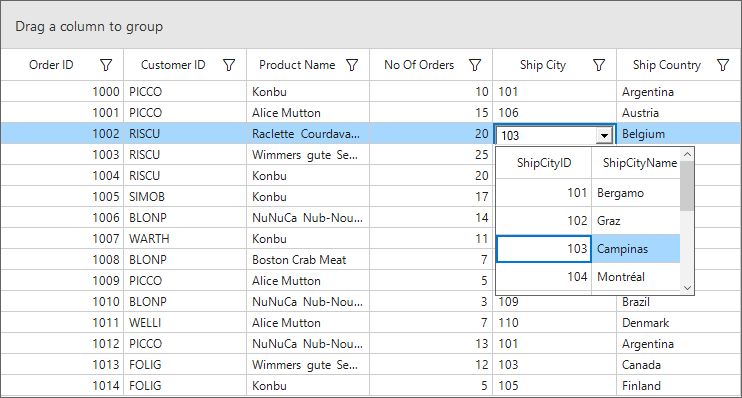 Drag a column to group
Order ID Customer ID Product Name No Of Orders Ship City Ship Country
1000 PICCO Konbu 10 101 Argentina
1001 PICCO Alice Mutton 15 106 Austria
1002 RISCU Raclette Courdava... 20 103 Belgium
1003 RISCU Wimmers gute Se... 25
ShipCityID ShipCityName
1004 RISCU Konbu 20
1005 SIMOB Konbu 17 101 Bergamo
1006 BLONP NuNuCa Nub-Nou... 14 102 Graz
1007 WARTH Konbu 11 103 Campinas
1008 BLONP Boston Crab Meat 7
1009 PICCO Alice Mutton 5 104 Montréal
1010 BLONP NuNuCa Nub-Nou... 3 109 Brazil
1011 WELLI Alice Mutton 7 110 Denmark
1012 PICCO NuNuCa Nub-Nou... 13 101 Argentina
1013 FOLIG Wimmers gute Se... 12 103 Canada
1014 FOLIG Konbu 5 105 Finland